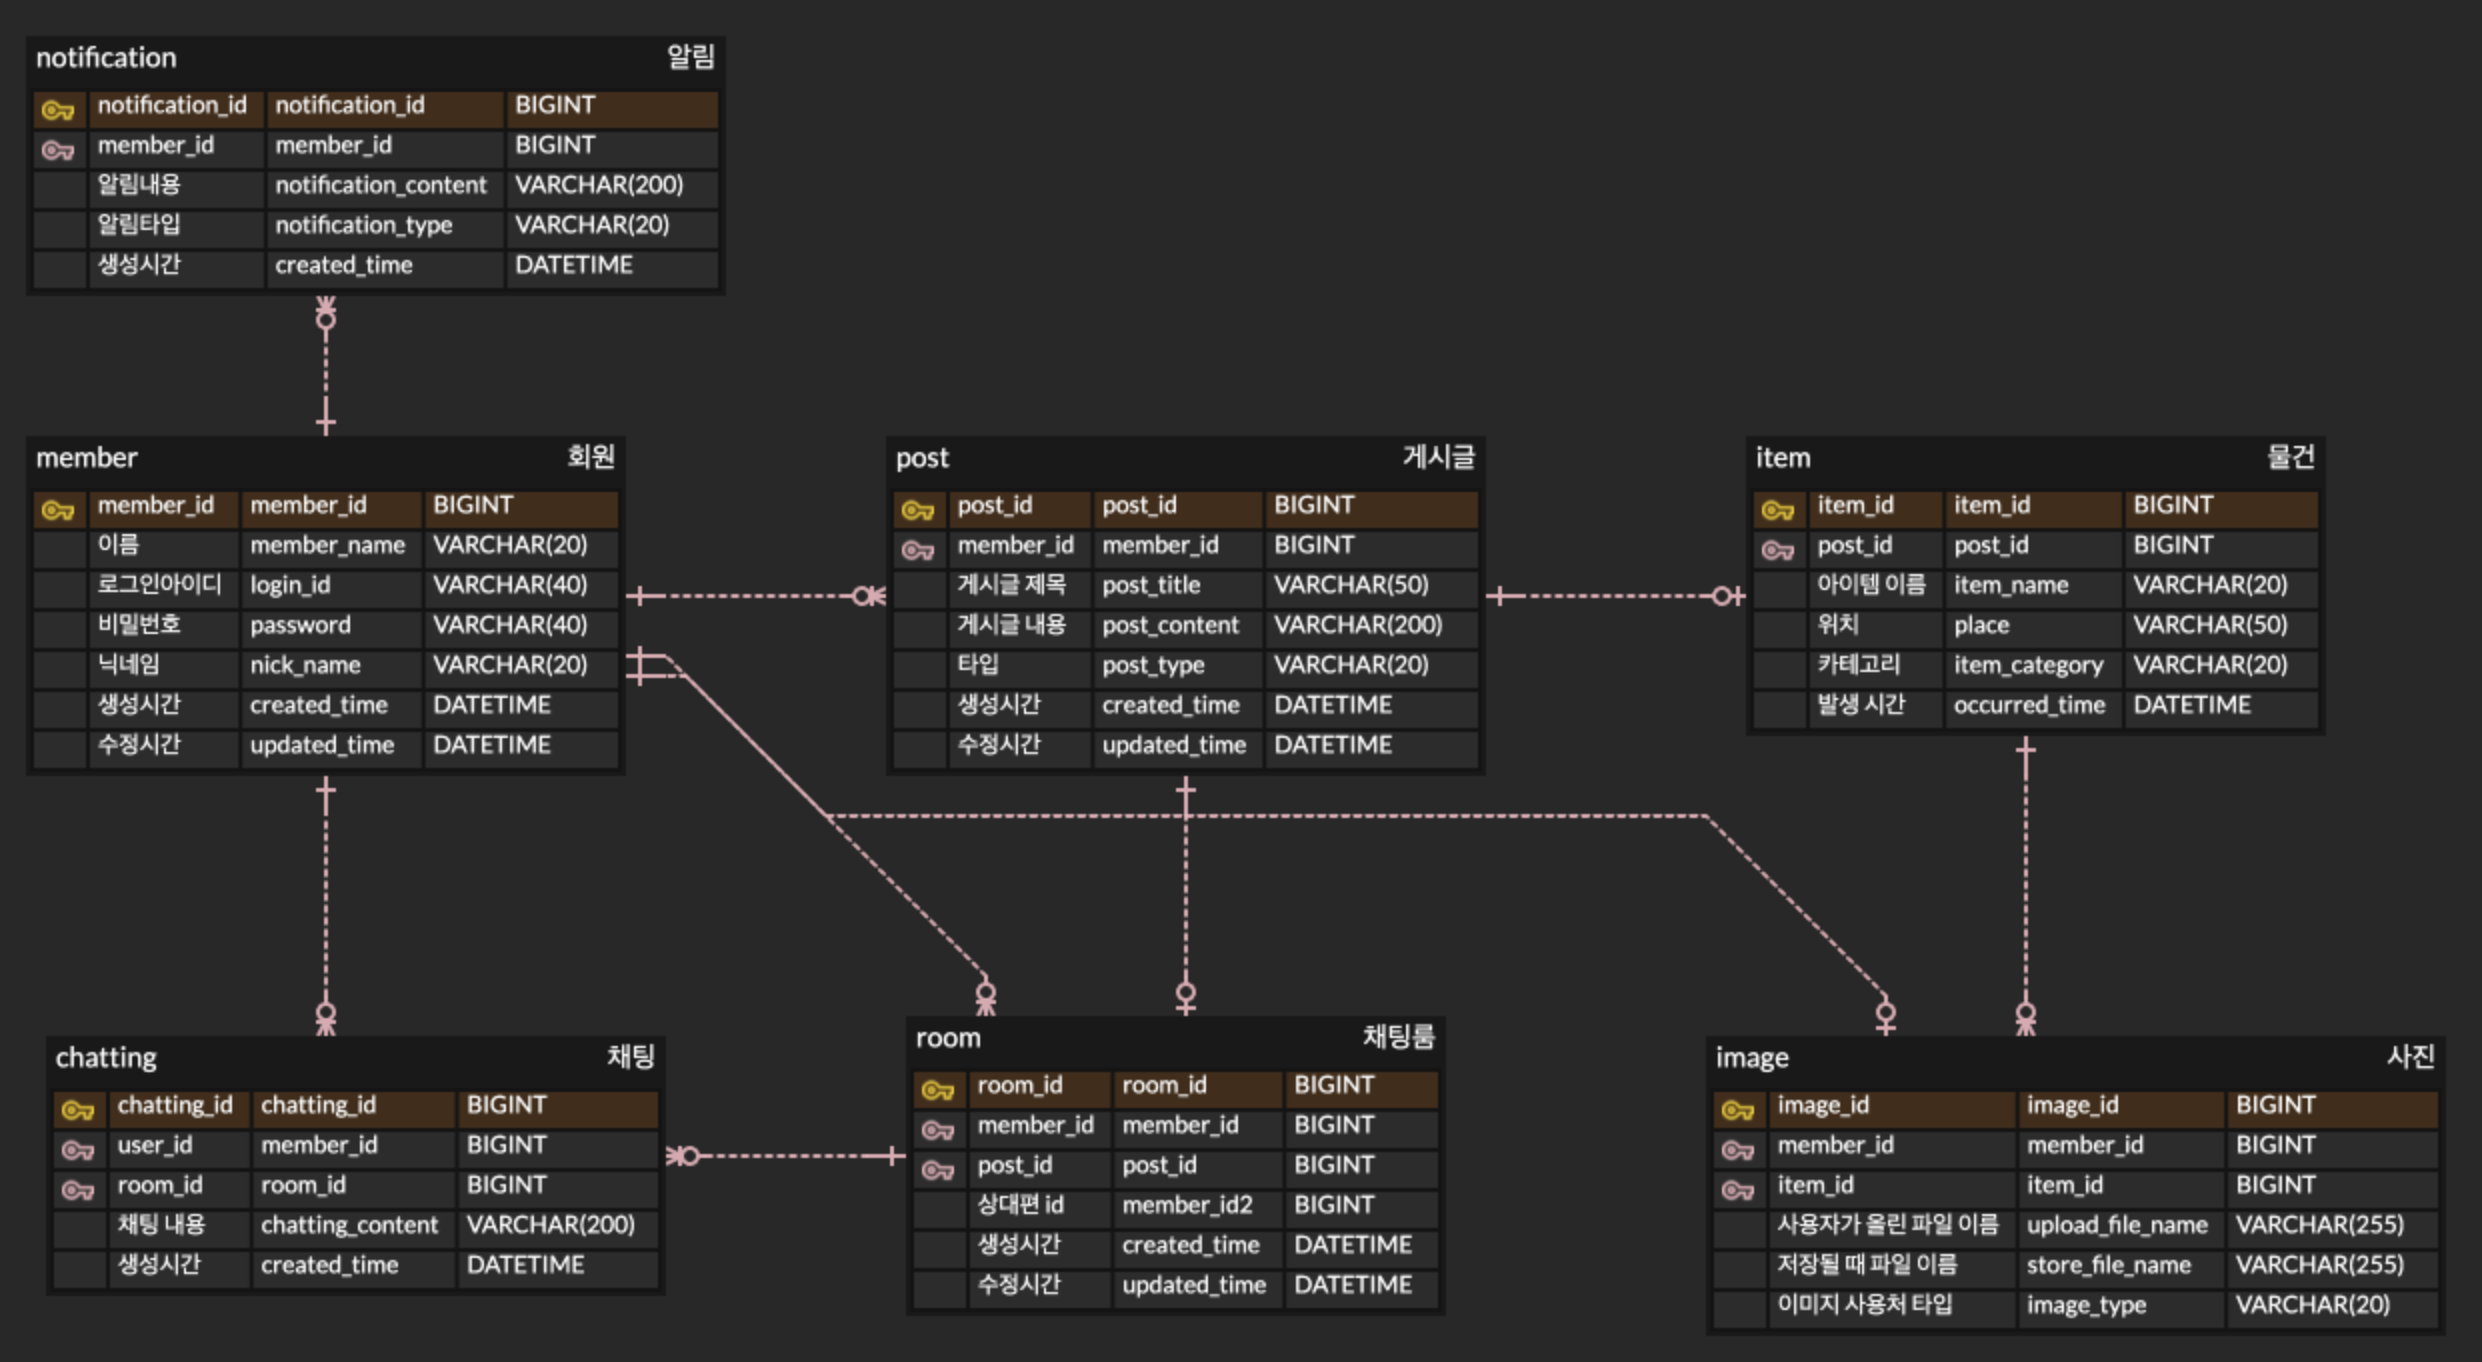 notification 알림
notification_id notification_id BIGINT
member_id member_id BIGINT
알림내용 notification_content VARCHAR(200)
알림타입 notification_type VARCHAR(20)
생성시간 created_time DATETIME
member 회원
member_id member_id BIGINT
이름 member_name VARCHAR(20)
로그인아이디 login_id VARCHAR(40)
비밀번호 password VARCHAR(40)
닉네임 nick_name VARCHAR(20)
생성시간 created_time DATETIME
수정시간 updated_time DATETIME
post 게시글
post_id post_id BIGINT
member_id member_id BIGINT
게시글 제목 post_title VARCHAR(50)
게시글 내용 post_content VARCHAR(200)
타입 post_type VARCHAR(20)
생성시간 created_time DATETIME
수정시간 updated_time DATETIME
item 물건
item_id item_id BIGINT
post_id post_id BIGINT
아이템 이름 item_name VARCHAR(20)
위치 place VARCHAR(50)
카테고리 item_category VARCHAR(20)
발생 시간 occurred_time DATETIME
chatting 채팅
chatting_id chatting_id BIGINT
user_id member_id BIGINT
room_id room_id BIGINT
채팅 내용 chatting_content VARCHAR(200)
생성시간 created_time DATETIME
room 채팅룸
room_id room_id BIGINT
member_id member_id BIGINT
post_id post_id BIGINT
상대편 id member_id2 BIGINT
생성시간 created_time DATETIME
수정시간 updated_time DATETIME
image 사진
image_id image_id BIGINT
member_id member_id BIGINT
item_id item_id BIGINT
사용자가 올린 파일 이름 upload_file_name VARCHAR(255)
저장될 때 파일 이름 store_file_name VARCHAR(255)
이미지 사용처 타입 image_type VARCHAR(20)